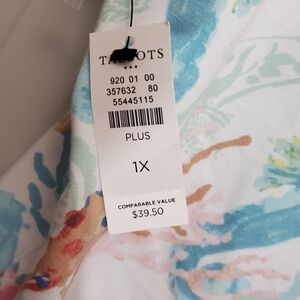 TALBOTS
920 01 00
357632 80
55445115
PLUS
1X
COMPARABLE VALUE
$39.50